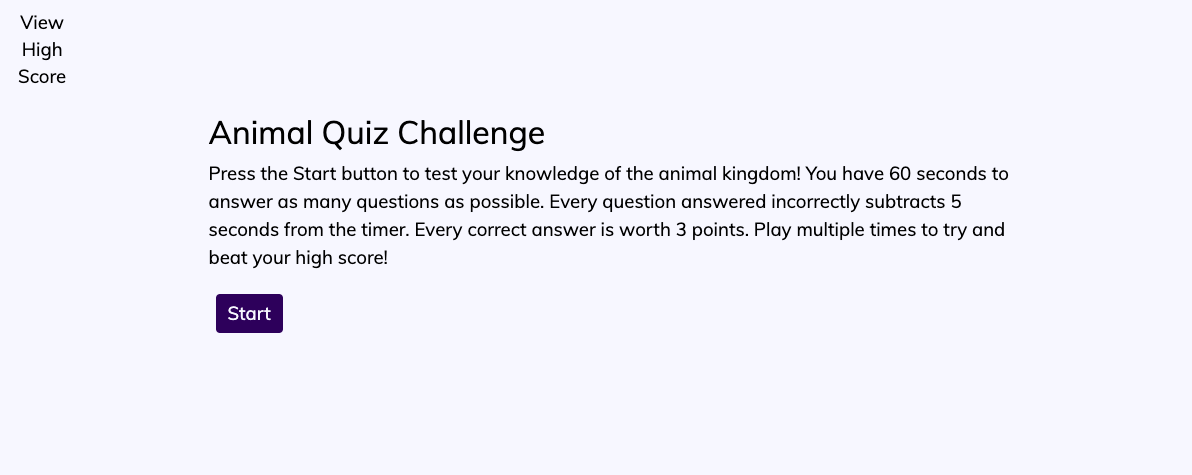 View
High
Score
Animal Quiz Challenge
Press the Start button to test your knowledge of the animal kingdom! You have 60 seconds to
answer as many questions as possible. Every question answered incorrectly subtracts 5
seconds from the timer. Every correct answer is worth 3 points. Play multiple times to try and
beat your high score!
Start